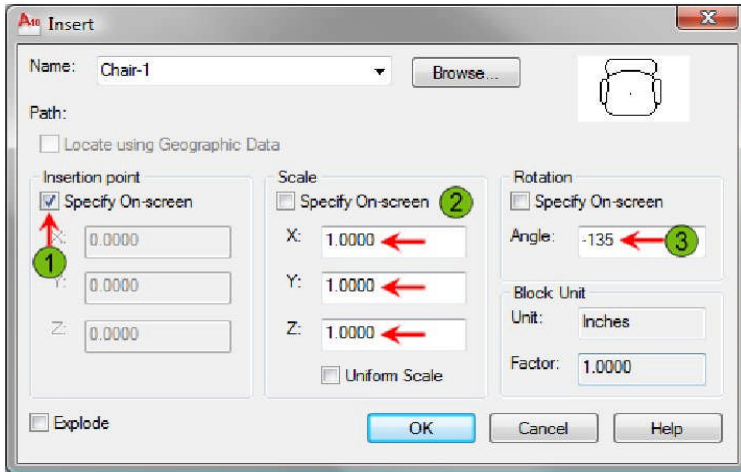 A10 Insert
Name: Chair-1 Browse...
Path:
Locate using Geographic Data
Insertion point
Specify On-screen
1
X: 0.0000
Y: 0.0000
Z: 0.0000
Scale
Specify On-screen 2
X: 1.0000
Y: 1.0000
Z: 1.0000
Uniform Scale
Rotation
Specify On-screen
Angle: -135 3
Block Unit
Unit: Inches
Factor: 1.0000
Explode OK Cancel Help